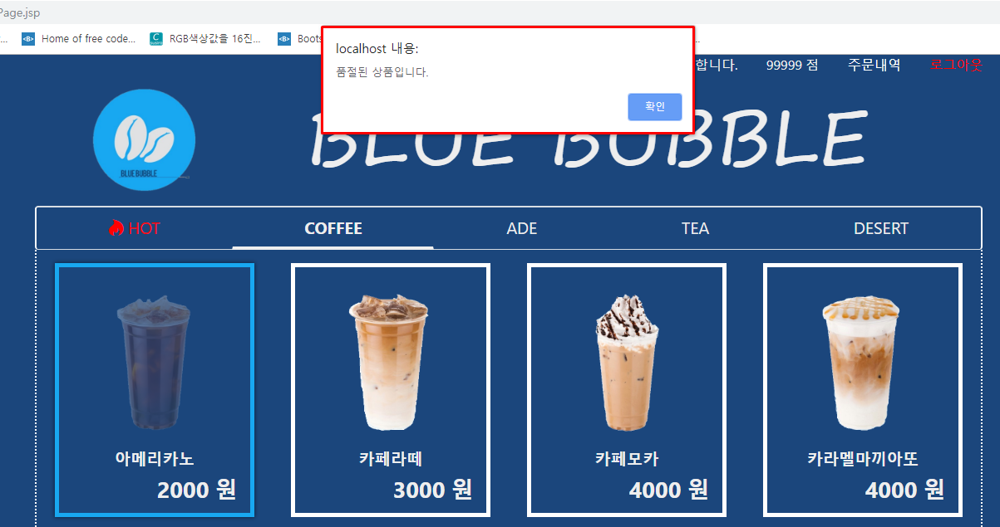 Page.jsp
... Home of free code... RGB색상값을 16진... Boots
localhost 내용:
품절된 상품입니다.
확인
합니다. 99999 점 주문내역 로그아웃
BLUE BUBBLE
BLUE BUBBLE
HOT COFFEE ADE TEA DESERT
아메리카노 카페라떼 카페모카 카라멜마끼아또
2000 원 3000 원 4000 원 4000 원